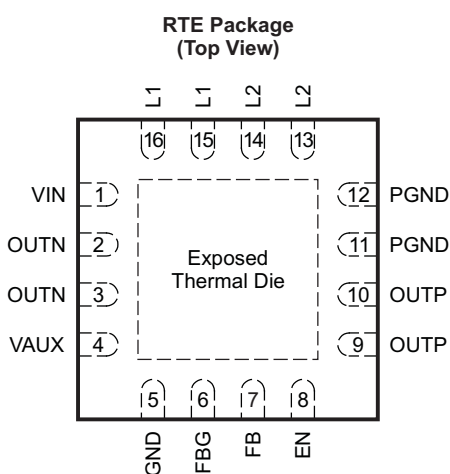 RTE Package
(Top View)
L1 L1 L2 L2
16 15 14 13
VIN 1 12 PGND
OUTN 2 11 PGND
Exposed
Thermal Die
OUTN 3 10 OUTP
VAUX 4 9 OUTP
5 6 7 8
GND FBG FB EN